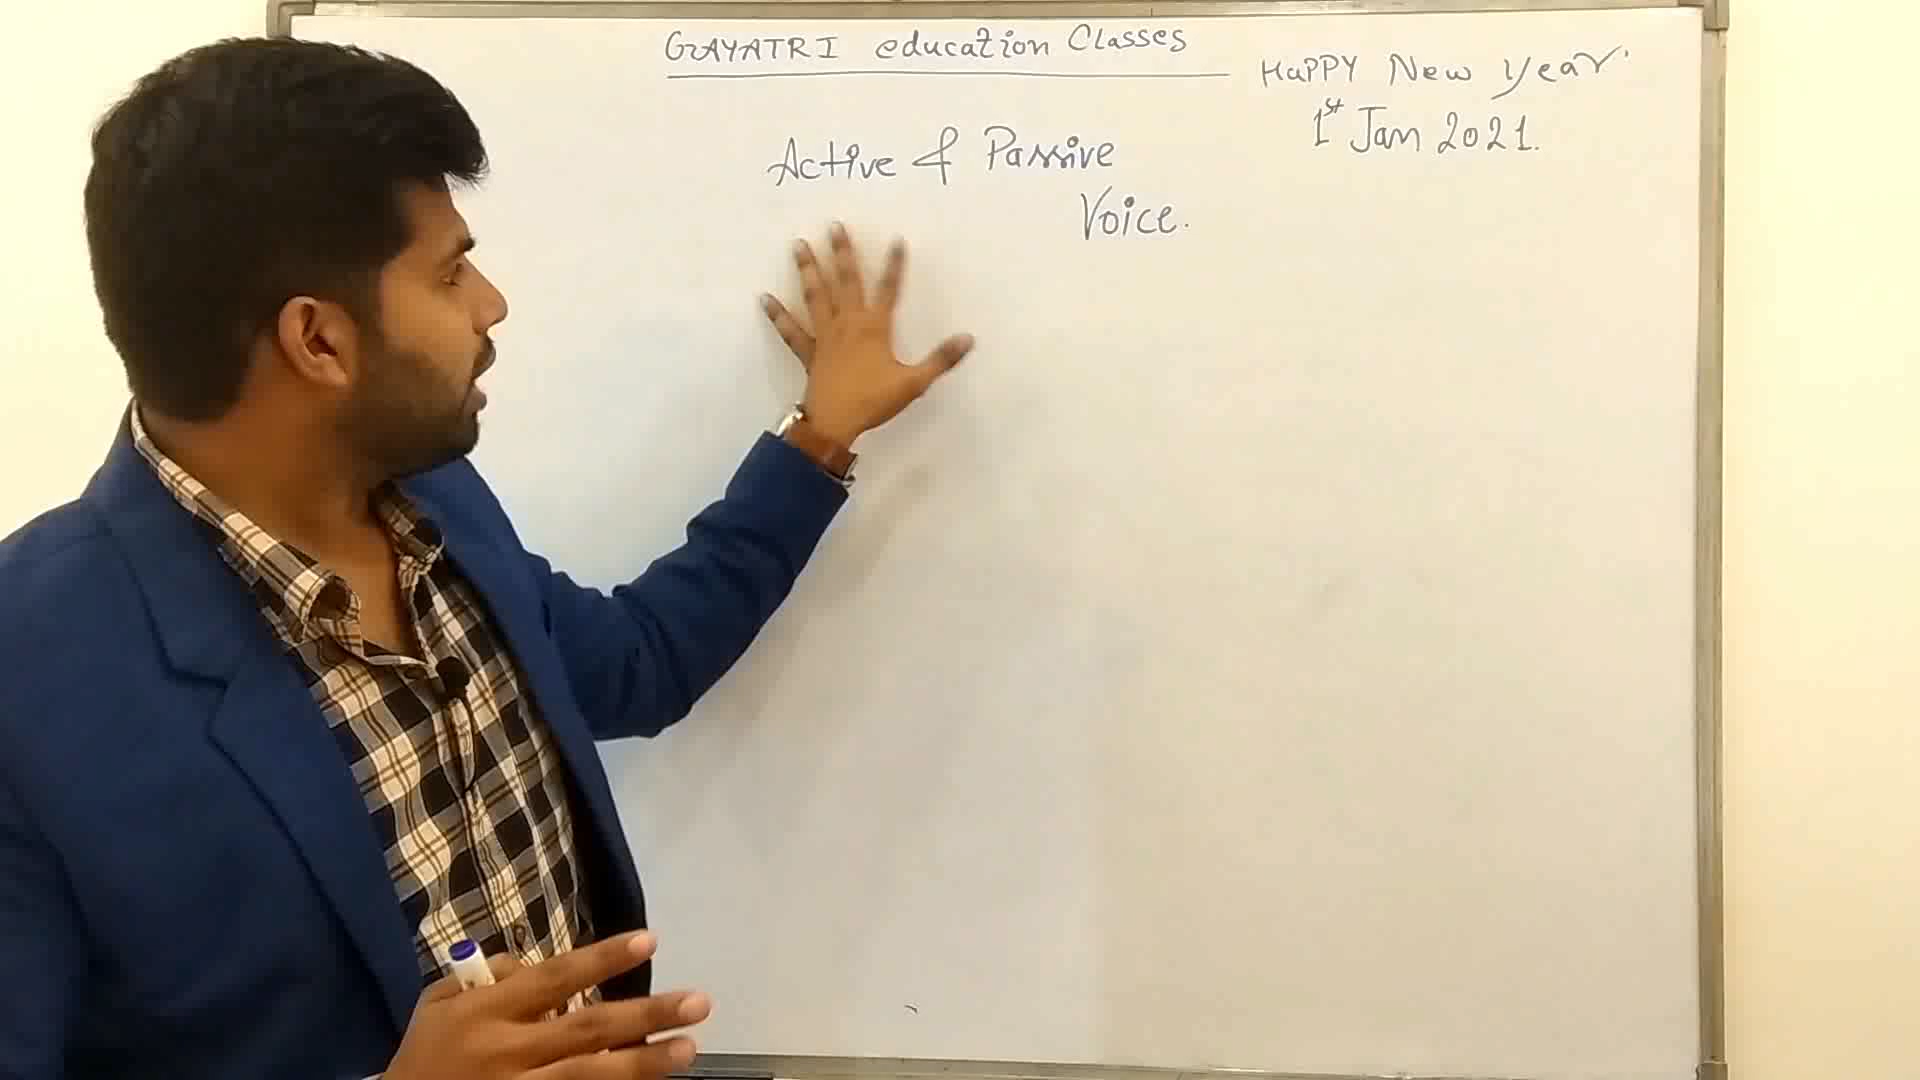 GAYATRI education Classes
HaPPY New Year
1st Jan 2021.
Active & Passive
Voice.